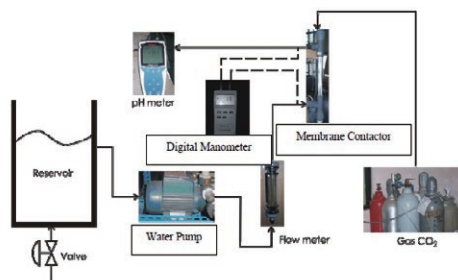 pH meter
Digital Manometer
Membrane Contactor
Reservoir
Water Pump
Flow meter
Gas CO₂
Valve